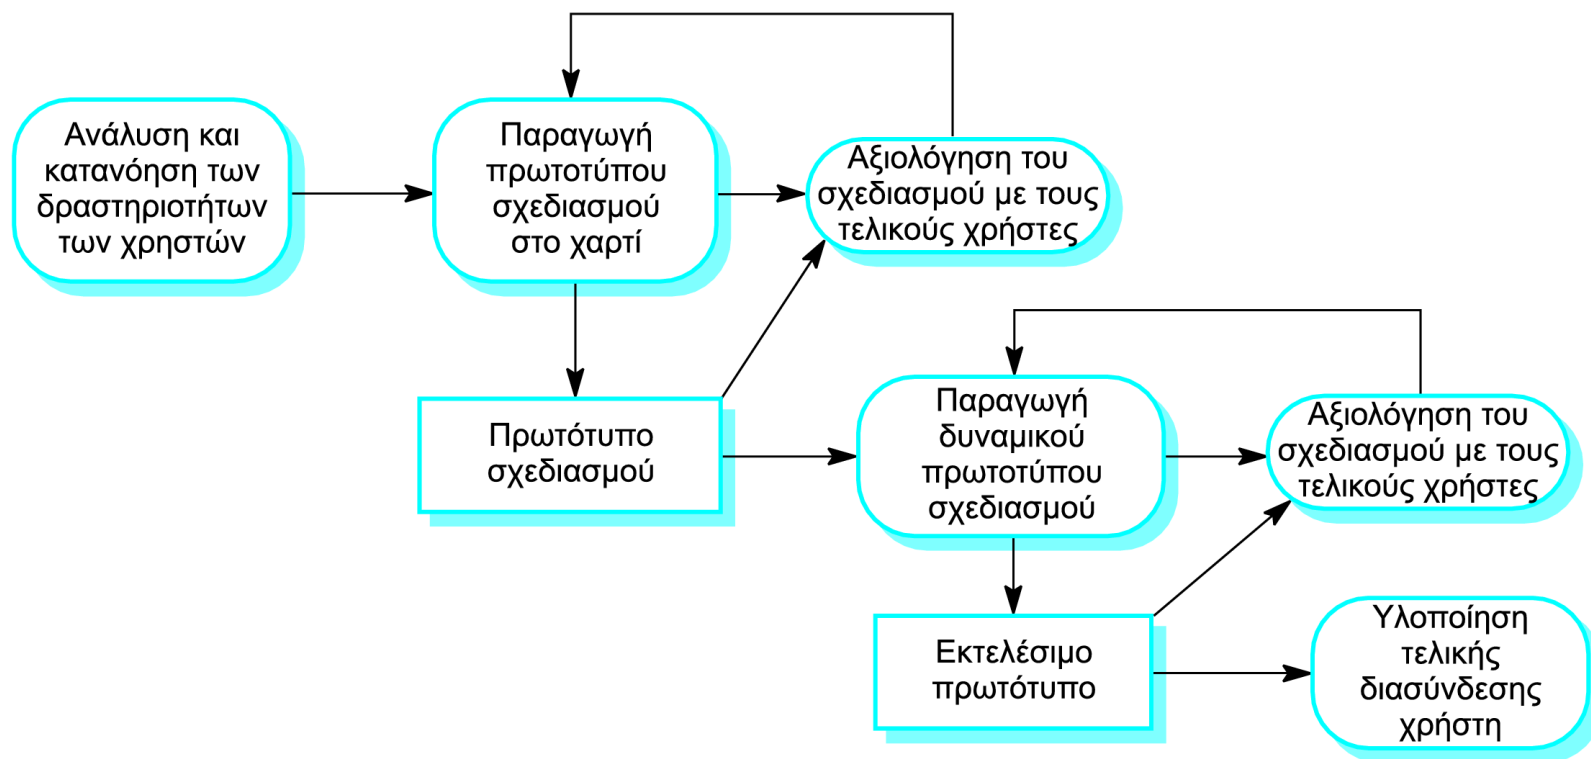 Ανάλυση και
κατανόηση των
δραστηριοτήτων
των χρηστών
Παραγωγή
πρωτοτύπου
σχεδιασμού
στο χαρτί
Αξιολόγηση του
σχεδιασμού με τους
τελικούς χρήστες
Πρωτότυπο
σχεδιασμού
Παραγωγή
δυναμικού
πρωτοτύπου
σχεδιασμού
Αξιολόγηση του
σχεδιασμού με τους
τελικούς χρήστες
Εκτελέσιμο
πρωτότυπο
Υλοποίηση
τελικής
διασύνδεσης
χρήστη